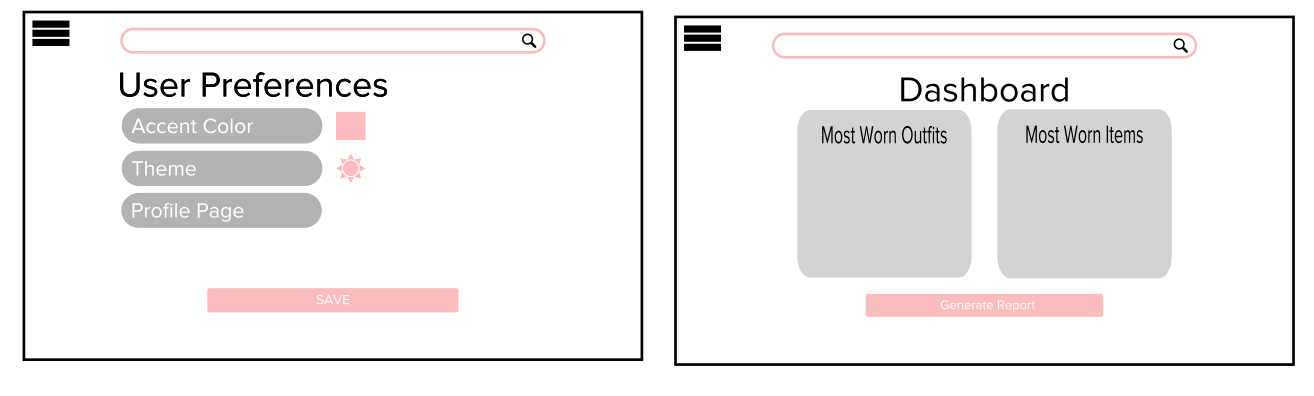 User Preferences
Accent Color
Theme
Profile Page
SAVE
Dashboard
Most Worn Outfits
Most Worn Items
Generate Report